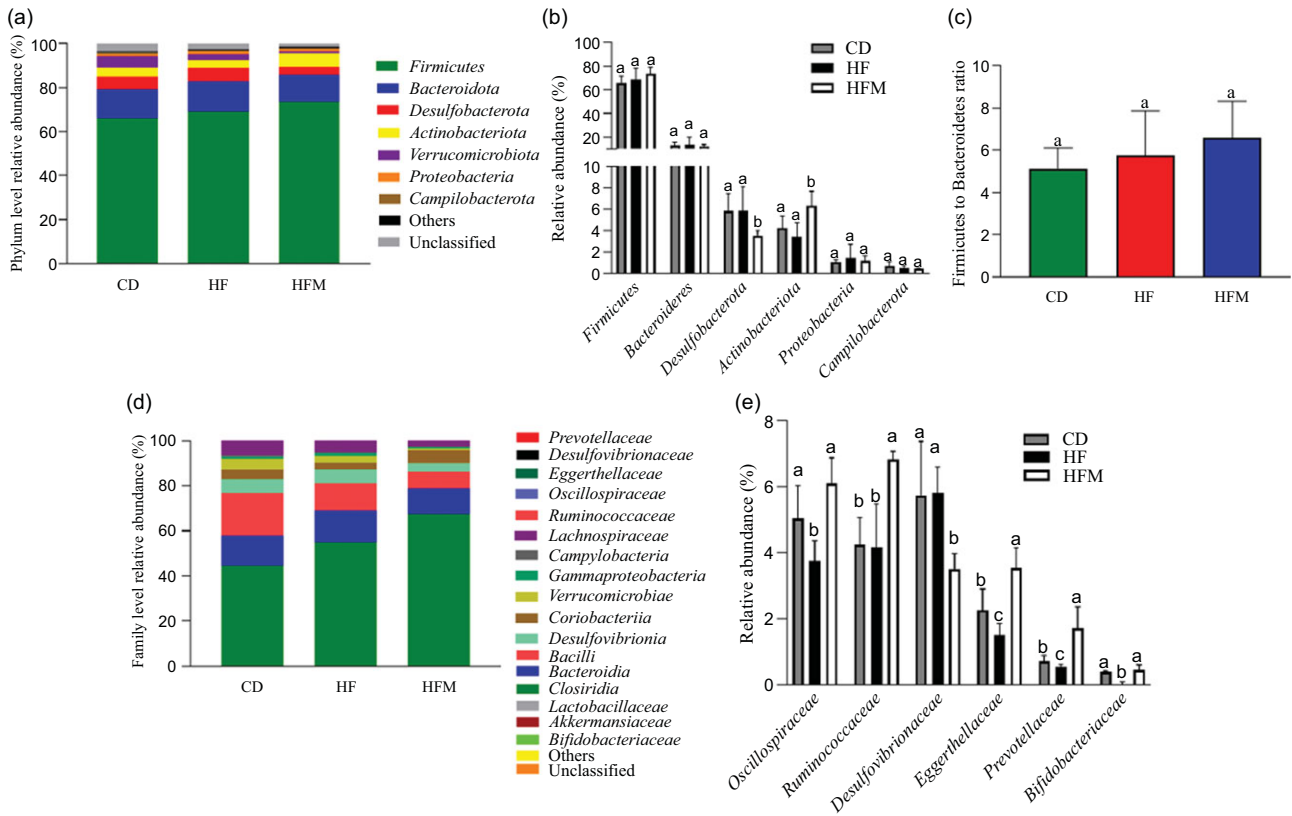 (a)
Phylum level relative abundance (%)
100
80
60
40
20
0
CD
HF
HFM
Firmicutes
Bacteroidota
Desulfobacterota
Actinobacteriota
Verrucomicrobiota
Proteobacteria
Campilobacterota
Others
Unclassified
(b)
Relative abundance (%)
100
80
60
40
20
10
8
6
4
2
0
a a a
a a a
a a b
a a b
a a a
a a a
Firmicutes
Bacteroideres
Desulfobacterota
Actinobacteriota
Proteobacteria
Campilobacterota
CD
HF
HFM
(c)
Firmicutes to Bacteroidetes ratio
10
8
6
4
2
0
a
a
a
CD
HF
HFM
(d)
Family level relative abundance (%)
100
80
60
40
20
0
CD
HF
HFM
Prevotellaceae
Desulfovibrionaceae
Eggerthellaceae
Oscillospiraceae
Ruminococcaceae
Lachnospiraceae
Campylobacteria
Gammaproteobacteria
Verrucomicrobiae
Coriobacteriia
Desulfovibrionia
Bacilli
Bacteroidia
Closiridia
Lactobacillaceae
Akkermansiaceae
Bifidobacteriaceae
Others
Unclassified
(e)
Relative abundance (%)
8
6
4
2
0
a b a
b b a
a a b
b c a
b c a
a b a
Oscillospiraceae
Ruminococcaceae
Desulfovibrionaceae
Eggerthellaceae
Prevotellaceae
Bifidobacteriaceae
CD
HF
HFM